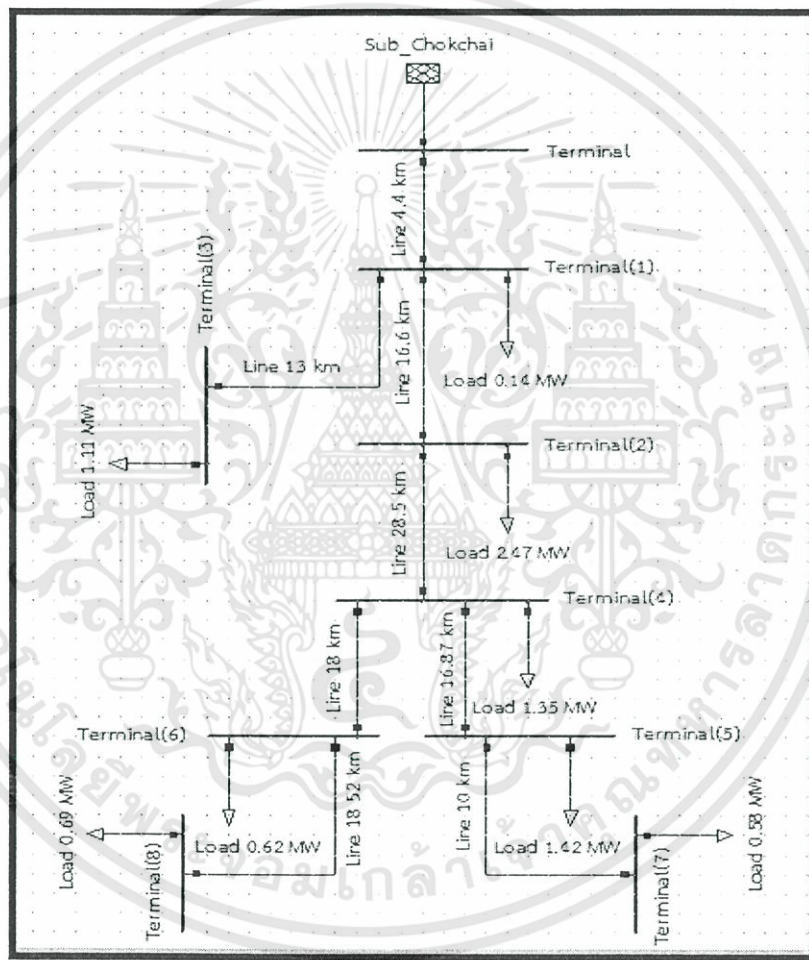 Sub_Chokchai
Terminal
Line 4.4 km
Terminal(1)
Terminal(3)
Line 13 km
Line 16.6 km
Load 0.14 MW
Load 1.11 MW
Terminal(2)
Line 28.5 km
Load 2.47 MW
Terminal(4)
Line 18 km
Line 16.87 km
Load 1.35 MW
Terminal(6)
Terminal(5)
Load 0.69 MW
Load 0.62 MW
Line 18 52 km
Line 10 km
Load 1.42 MW
Load 0.58 MW
Terminal(8)
Terminal(7)